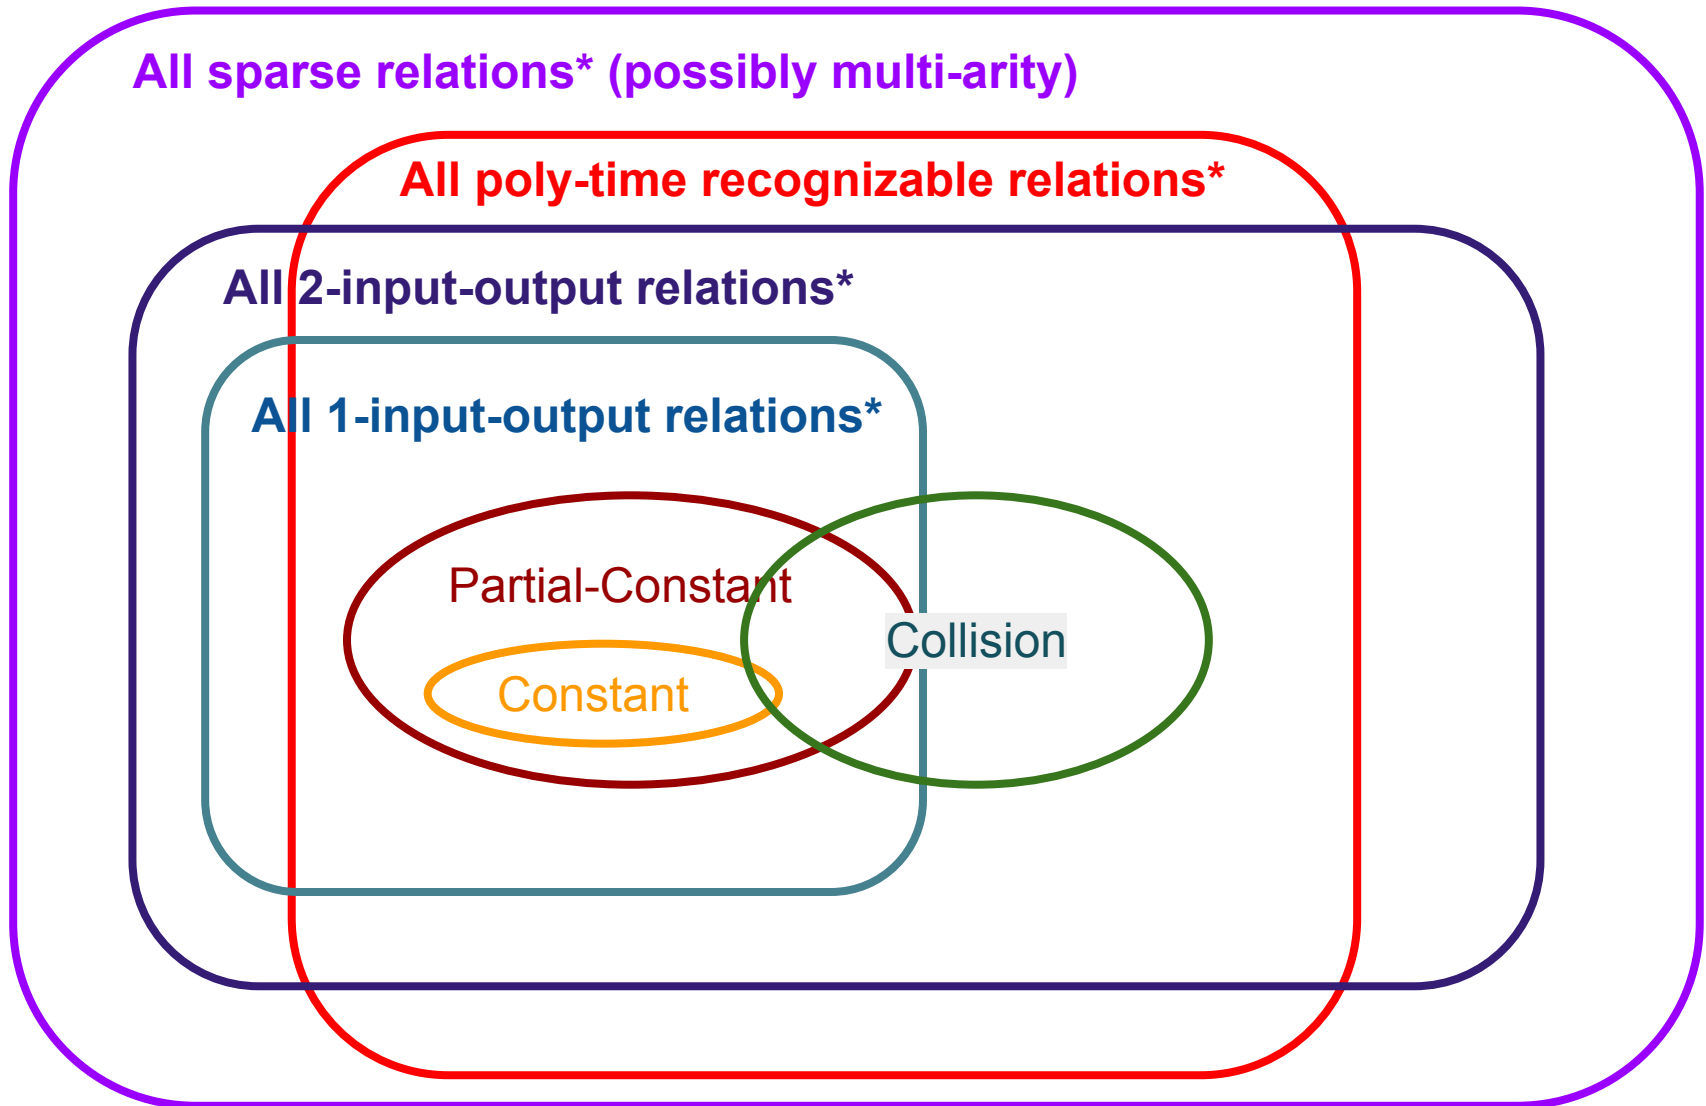 All sparse relations* (possibly multi-arity)
All poly-time recognizable relations*
All 2-input-output relations*
All 1-input-output relations*
Partial-Constant
Collision
Constant